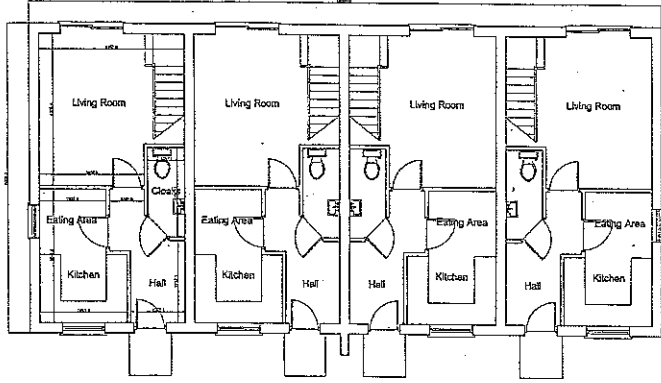 Living Room
Living Room
Living Room
Living Room
Cloaks
Eating Area
Eating Area
Eating Area
Eating Area
Kitchen
Hall
Kitchen
Hall
Hall
Kitchen
Hall
Kitchen